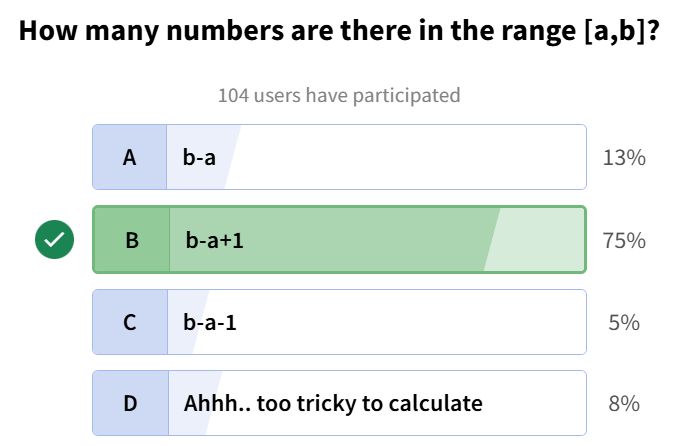 How many numbers are there in the range [a,b]?
104 users have participated
A b-a 13%
B b-a+1 75%
C b-a-1 5%
D Ahhh.. too tricky to calculate 8%